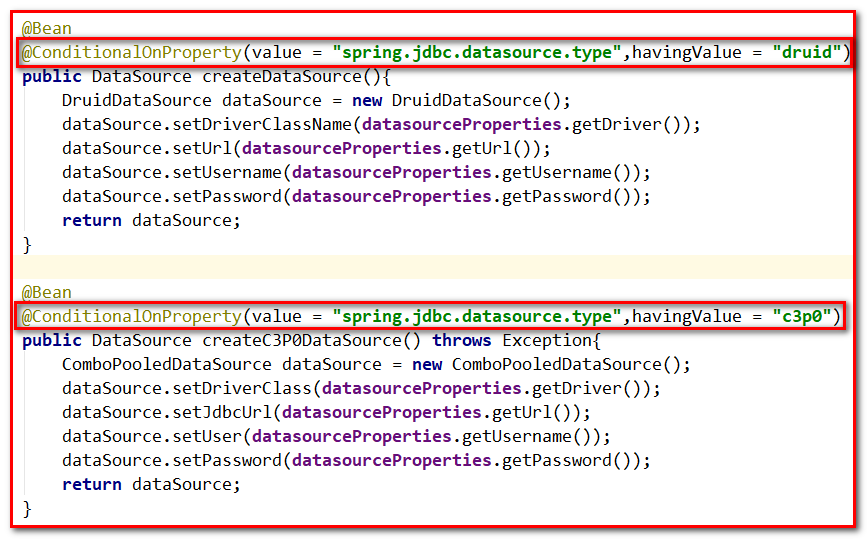 @Bean
@ConditionalOnProperty(value = "spring.jdbc.datasource.type",havingValue = "druid")
public DataSource createDataSource(){
    DruidDataSource dataSource = new DruidDataSource();
    dataSource.setDriverClassName(datasourceProperties.getDriver());
    dataSource.setUrl(datasourceProperties.getUrl());
    dataSource.setUsername(datasourceProperties.getUsername());
    dataSource.setPassword(datasourceProperties.getPassword());
    return dataSource;
}
@Bean
@ConditionalOnProperty(value = "spring.jdbc.datasource.type",havingValue = "c3p0")
public DataSource createC3P0DataSource() throws Exception{
    ComboPooledDataSource dataSource = new ComboPooledDataSource();
    dataSource.setDriverClass(datasourceProperties.getDriver());
    dataSource.setJdbcUrl(datasourceProperties.getUrl());
    dataSource.setUser(datasourceProperties.getUsername());
    dataSource.setPassword(datasourceProperties.getPassword());
    return dataSource;
}